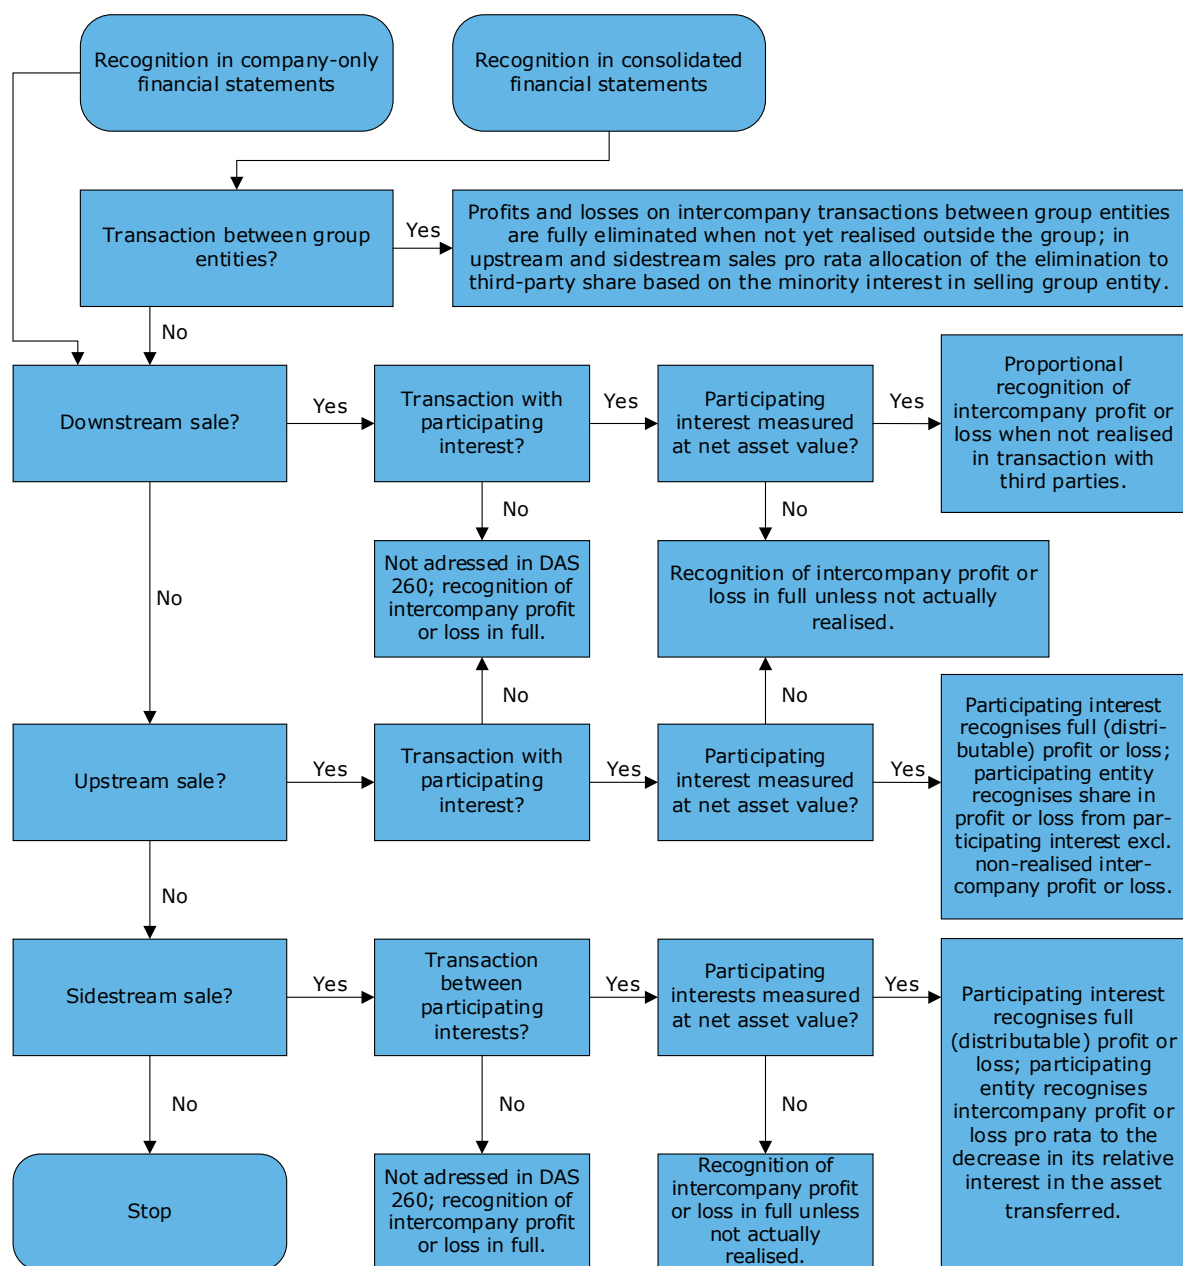 Recognition in company-only
financial statements
Recognition in consolidated
financial statements
Transaction between group
entities?
Yes
Profits and losses on intercompany transactions between group entities
are fully eliminated when not yet realised outside the group; in
upstream and sidestream sales pro rata allocation of the elimination to
third-party share based on the minority interest in selling group entity.
No
Downstream sale?
Yes
Transaction with
participating
interest?
Yes
Participating
interest measured
at net asset value?
Yes
Proportional
recognition of
intercompany profit or
loss when not realised
in transaction with
third parties.
No
No
No
Not adressed in DAS
260; recognition of
intercompany profit
or loss in full.
Recognition of intercompany profit or
loss in full unless not actually
realised.
No
No
Upstream sale?
Yes
Transaction with
participating
interest?
Yes
Participating
interest measured
at net asset value?
Yes
Participating interest
recognises full (distri-
butable) profit or loss;
participating entity
recognises share in
profit or loss from par-
ticipating interest excl.
non-realised inter-
company profit or loss.
No
Sidestream sale?
Yes
Transaction
between
participating
interests?
Yes
Participating
interests measured
at net asset value?
Yes
Participating interest
recognises full
(distributable) profit or
loss; participating
entity recognises
intercompany profit or
loss pro rata to the
decrease in its relative
interest in the asset
transferred.
No
No
No
Stop
Not adressed in DAS
260; recognition of
intercompany profit
or loss in full.
Recognition of
intercompany profit
or loss in full unless
not actually
realised.